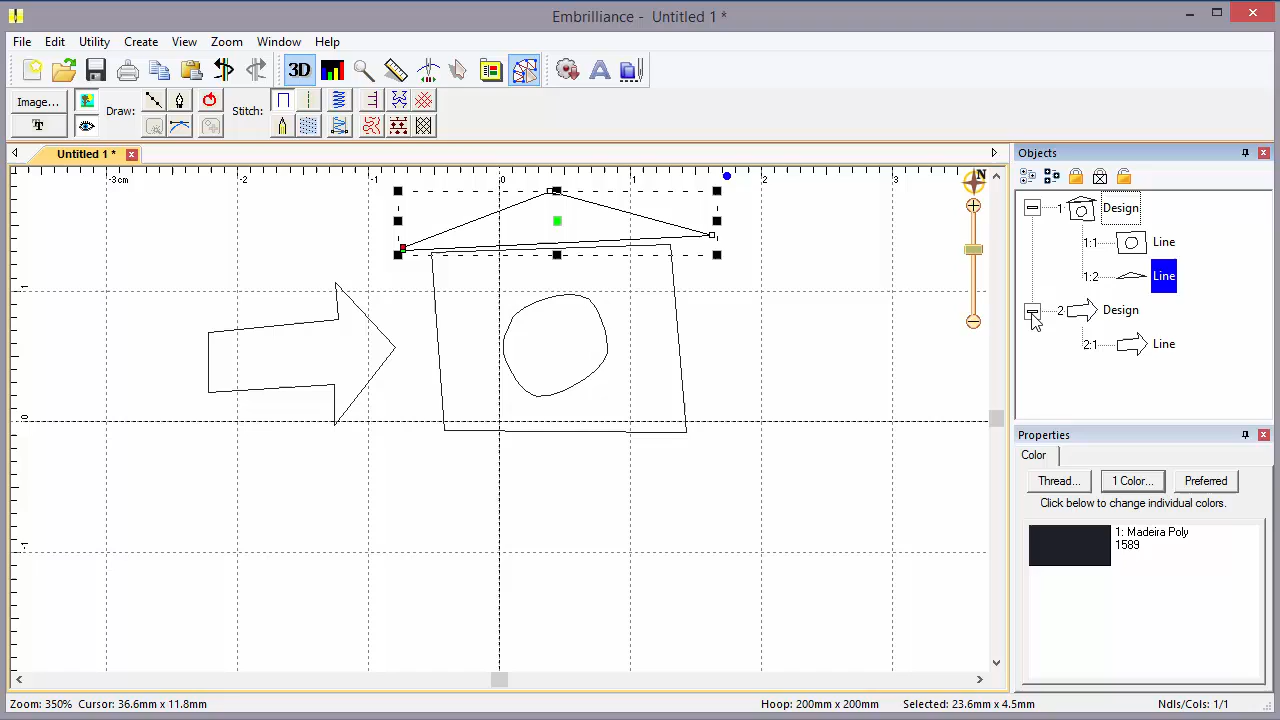 Embrilliance - Untitled 1 *
File Edit Utility Create View Zoom Window Help
3D
Image... Draw: Stitch:
T
Untitled 1 * Objects
-3cm -2 -1 0 1 2 3 N
1 Design
1:1 Line
1:2 Line
2 Design
2:1 Line
1
0
-1
Properties
Color
Thread... 1 Color... Preferred
Click below to change individual colors.
1: Madeira Poly
1589
Zoom: 350% Cursor: 36.6mm x 11.8mm Hoop: 200mm x 200mm Selected: 23.6mm x 4.5mm Ndls/Cols: 1/1